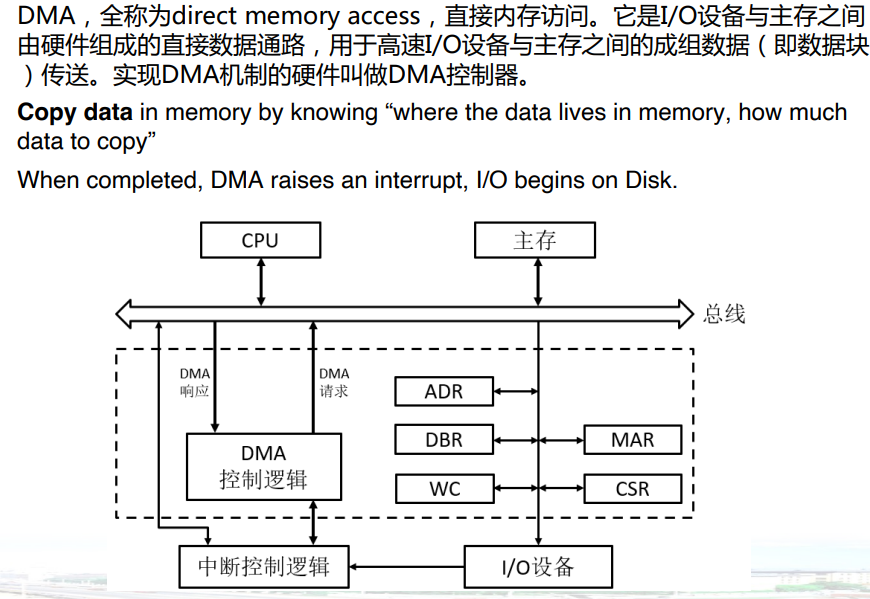 DMA，全称为direct memory access，直接内存访问。它是I/O设备与主存之间
由硬件组成的直接数据通路，用于高速I/O设备与主存之间的成组数据（即数据块
）传送。实现DMA机制的硬件叫做DMA控制器。
Copy data in memory by knowing “where the data lives in memory, how much
data to copy”
When completed, DMA raises an interrupt, I/O begins on Disk.
CPU
主存
总线
DMA
响应
DMA
请求
ADR
DMA
控制逻辑
DBR
MAR
WC
CSR
中断控制逻辑
I/O设备